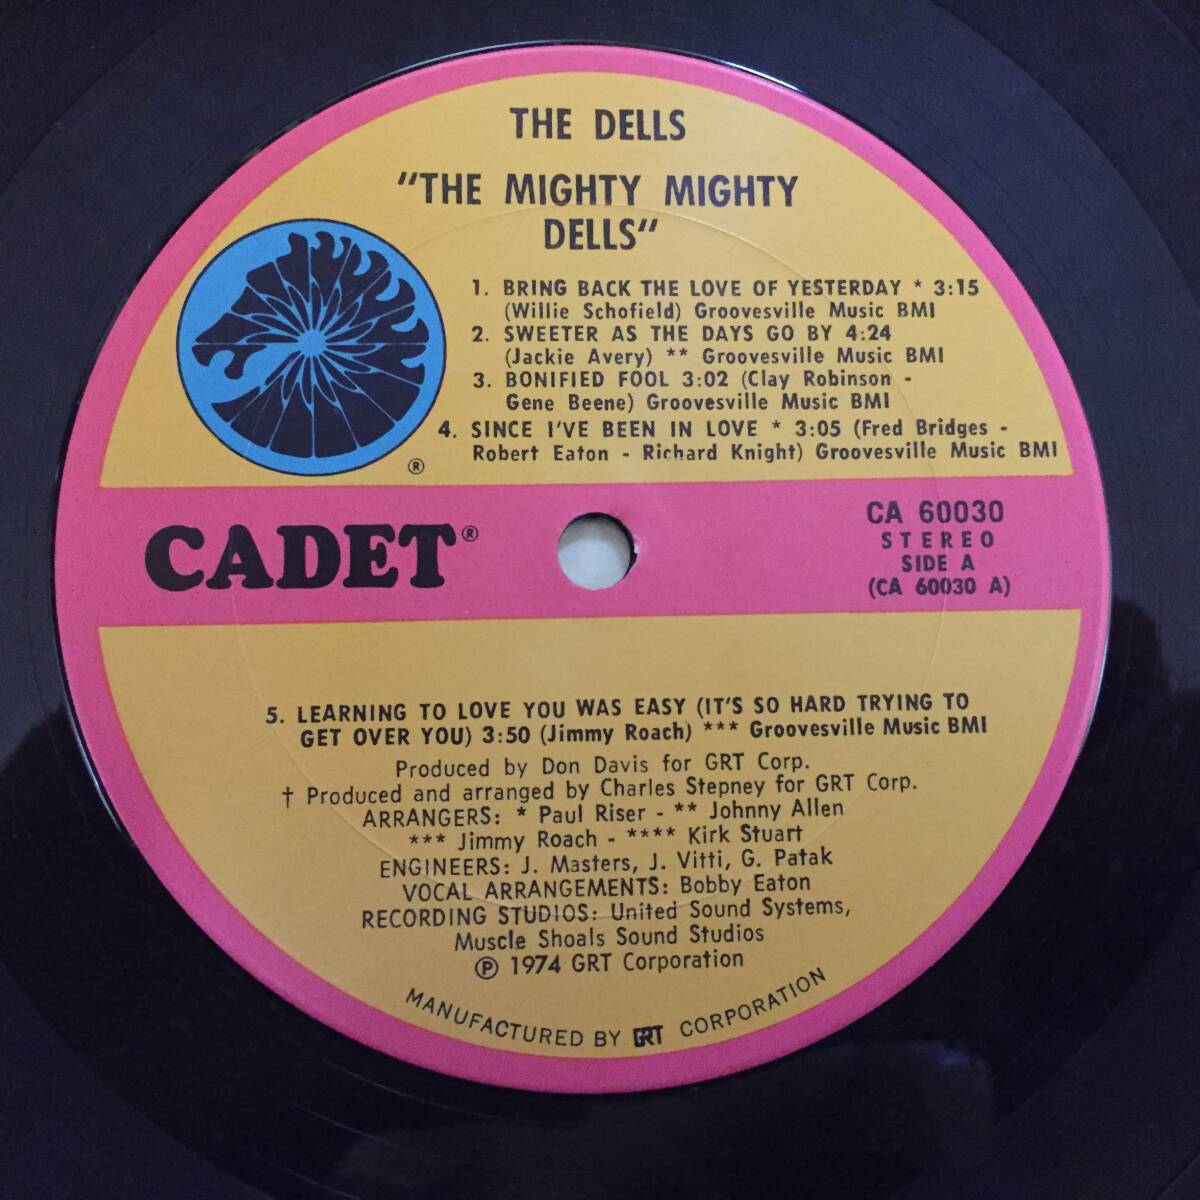 THE DELLS
"THE MIGHTY MIGHTY
DELLS"
1. BRING BACK THE LOVE OF YESTERDAY * 3:15
(Willie Schofield) Groovesville Music BMI
2. SWEETER AS THE DAYS GO BY 4:24
(Jackie Avery) ** Groovesville Music BMI
3. BONIFIED FOOL 3:02 (Clay Robinson -
Gene Beene) Groovesville Music BMI
4. SINCE I'VE BEEN IN LOVE * 3:05 (Fred Bridges -
Robert Eaton - Richard Knight) Groovesville Music BMI
®
CADET®
CA 60030
STEREO
SIDE A
(CA 60030 A)
5. LEARNING TO LOVE YOU WAS EASY (IT'S SO HARD TRYING TO
GET OVER YOU) 3:50 (Jimmy Roach) *** Groovesville Music BMI
Produced by Don Davis for GRT Corp.
† Produced and arranged by Charles Stepney for GRT Corp.
ARRANGERS: * Paul Riser - ** Johnny Allen
*** Jimmy Roach - **** Kirk Stuart
ENGINEERS: J. Masters, J. Vitti, G. Patak
VOCAL ARRANGEMENTS: Bobby Eaton
RECORDING STUDIOS: United Sound Systems,
Muscle Shoals Sound Studios
℗ 1974 GRT Corporation
MANUFACTURED BY GRT CORPORATION